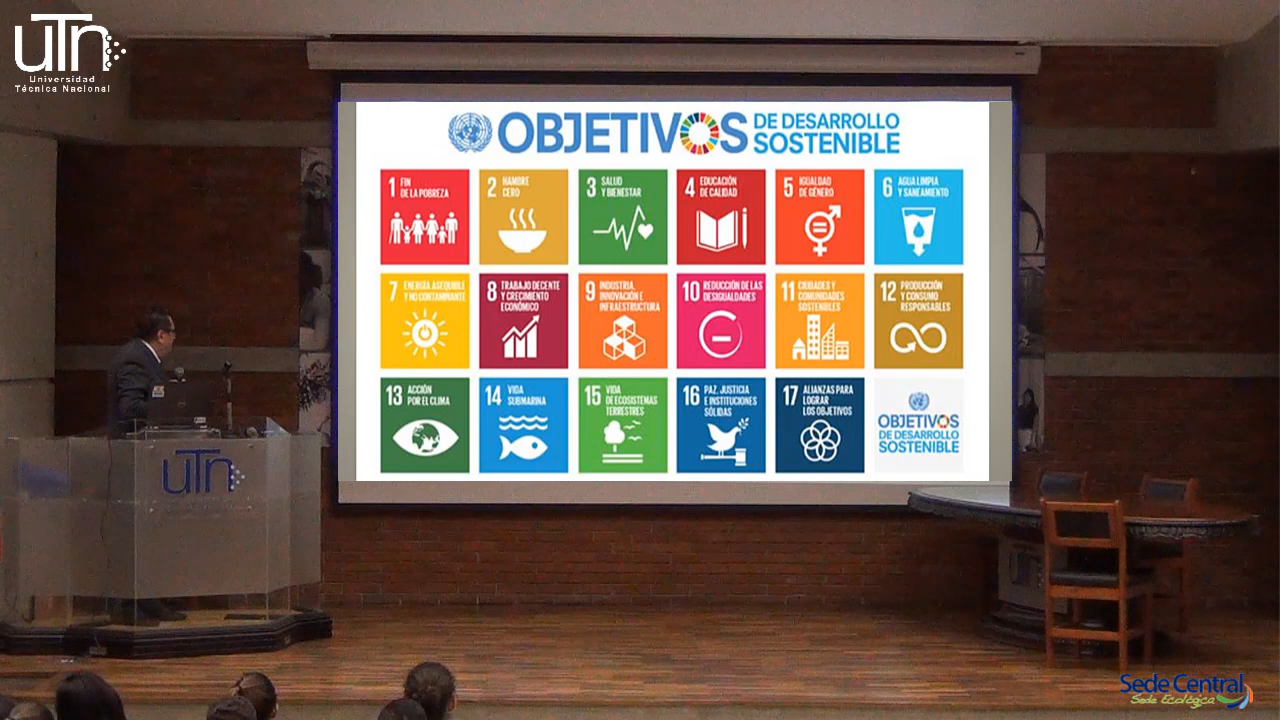 uTn
Universidad
Técnica Nacional
OBJETIVOS
DE DESARROLLO
SOSTENIBLE
1 FIN
DE LA POBREZA
2 HAMBRE
CERO
3 SALUD
Y BIENESTAR
4 EDUCACIÓN
DE CALIDAD
5 IGUALDAD
DE GÉNERO
6 AGUA LIMPIA
Y SANEAMIENTO
7 ENERGÍA ASEQUIBLE
Y NO CONTAMINANTE
8 TRABAJO DECENTE
Y CRECIMIENTO
ECONÓMICO
9 INDUSTRIA,
INNOVACIÓN E
INFRAESTRUCTURA
10 REDUCCIÓN DE LAS
DESIGUALDADES
11 CIUDADES Y
COMUNIDADES
SOSTENIBLES
12 PRODUCCIÓN
Y CONSUMO
RESPONSABLES
13 ACCIÓN
POR EL CLIMA
14 VIDA
SUBMARINA
15 VIDA
DE ECOSISTEMAS
TERRESTRES
16 PAZ, JUSTICIA
E INSTITUCIONES
SÓLIDAS
17 ALIANZAS PARA
LOGRAR
LOS OBJETIVOS
OBJETIVOS
DE DESARROLLO
SOSTENIBLE
uTn
Sede Central
Sede Ecológica